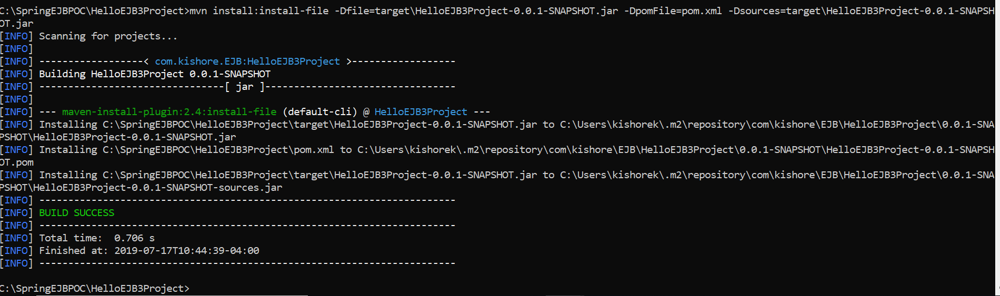 C:\SpringEJBPOC\HelloEJB3Project>mvn install:install-file -Dfile=target\HelloEJB3Project-0.0.1-SNAPSHOT.jar -DpomFile=pom.xml -Dsources=target\HelloEJB3Project-0.0.1-SNAPSH
OT.jar
[INFO] Scanning for projects...
[INFO]
[INFO] ------------------< com.kishore.EJB:HelloEJB3Project >------------------
[INFO] Building HelloEJB3Project 0.0.1-SNAPSHOT
[INFO] --------------------------------[ jar ]---------------------------------
[INFO]
[INFO] --- maven-install-plugin:2.4:install-file (default-cli) @ HelloEJB3Project ---
[INFO] Installing C:\SpringEJBPOC\HelloEJB3Project\target\HelloEJB3Project-0.0.1-SNAPSHOT.jar to C:\Users\kishorek\.m2\repository\com\kishore\EJB\HelloEJB3Project\0.0.1-SNA
PSHOT\HelloEJB3Project-0.0.1-SNAPSHOT.jar
[INFO] Installing C:\SpringEJBPOC\HelloEJB3Project\pom.xml to C:\Users\kishorek\.m2\repository\com\kishore\EJB\HelloEJB3Project\0.0.1-SNAPSHOT\HelloEJB3Project-0.0.1-SNAPSH
OT.pom
[INFO] Installing C:\SpringEJBPOC\HelloEJB3Project\target\HelloEJB3Project-0.0.1-SNAPSHOT.jar to C:\Users\kishorek\.m2\repository\com\kishore\EJB\HelloEJB3Project\0.0.1-SNA
PSHOT\HelloEJB3Project-0.0.1-SNAPSHOT-sources.jar
[INFO] ------------------------------------------------------------------------
[INFO] BUILD SUCCESS
[INFO] ------------------------------------------------------------------------
[INFO] Total time:  0.706 s
[INFO] Finished at: 2019-07-17T10:44:39-04:00
[INFO] ------------------------------------------------------------------------
C:\SpringEJBPOC\HelloEJB3Project>